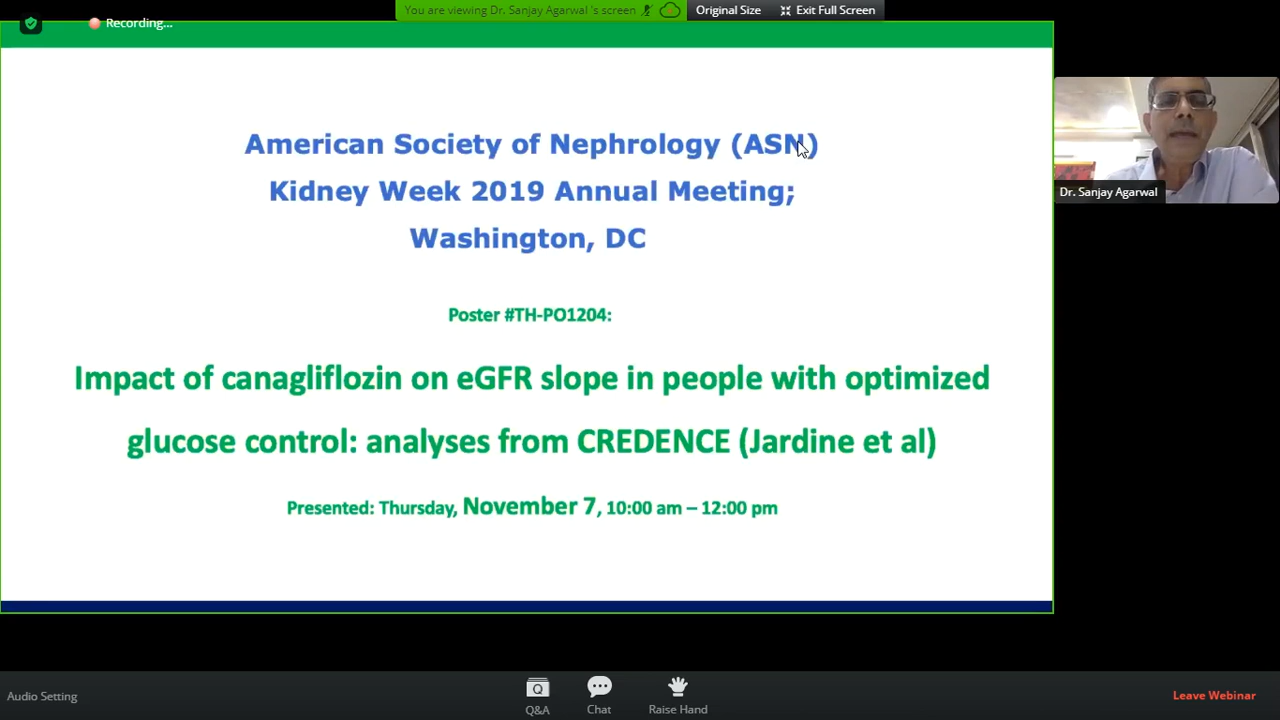 You are viewing Dr. Sanjay Agarwal 's screen
Original Size
Exit Full Screen
Recording...
American Society of Nephrology (ASN)
Kidney Week 2019 Annual Meeting;
Washington, DC
Poster #TH-PO1204:
Impact of canagliflozin on eGFR slope in people with optimized
glucose control: analyses from CREDENCE (Jardine et al)
Presented: Thursday, November 7, 10:00 am – 12:00 pm
Dr. Sanjay Agarwal
Audio Setting
Q
Q&A
Chat
Raise Hand
Leave Webinar